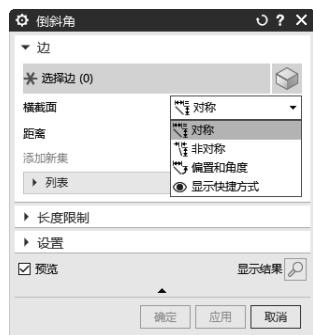 倒斜角
边
选择边 (0)
横截面 对称
对称
距离
非对称
添加新集
偏置和角度
列表
显示快捷方式
长度限制
设置
预览 显示结果
确定 应用 取消